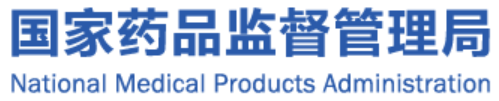 国家药品监督管理局
National Medical Products Administration